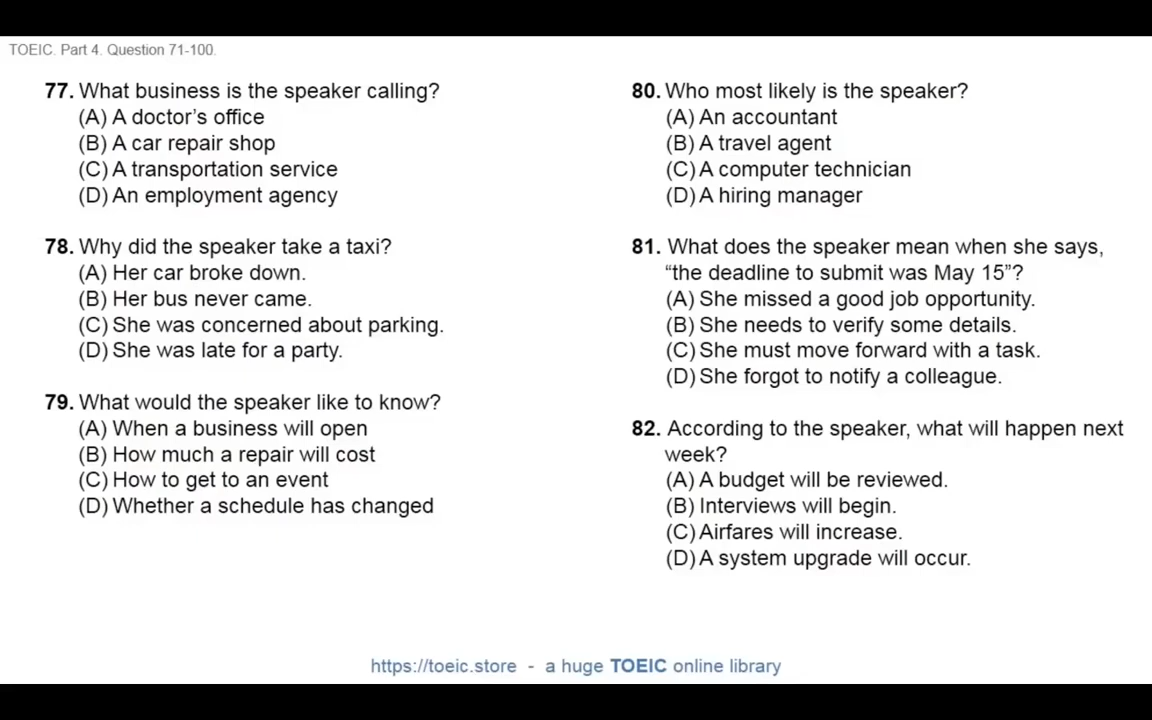 TOEIC. Part 4. Question 71-100.
77. What business is the speaker calling?
(A) A doctor's office
(B) A car repair shop
(C) A transportation service
(D) An employment agency
78. Why did the speaker take a taxi?
(A) Her car broke down.
(B) Her bus never came.
(C) She was concerned about parking.
(D) She was late for a party.
79. What would the speaker like to know?
(A) When a business will open
(B) How much a repair will cost
(C) How to get to an event
(D) Whether a schedule has changed
80. Who most likely is the speaker?
(A) An accountant
(B) A travel agent
(C) A computer technician
(D) A hiring manager
81. What does the speaker mean when she says,
“the deadline to submit was May 15”?
(A) She missed a good job opportunity.
(B) She needs to verify some details.
(C) She must move forward with a task.
(D) She forgot to notify a colleague.
82. According to the speaker, what will happen next
week?
(A) A budget will be reviewed.
(B) Interviews will begin.
(C) Airfares will increase.
(D) A system upgrade will occur.
https://toeic.store - a huge TOEIC online library